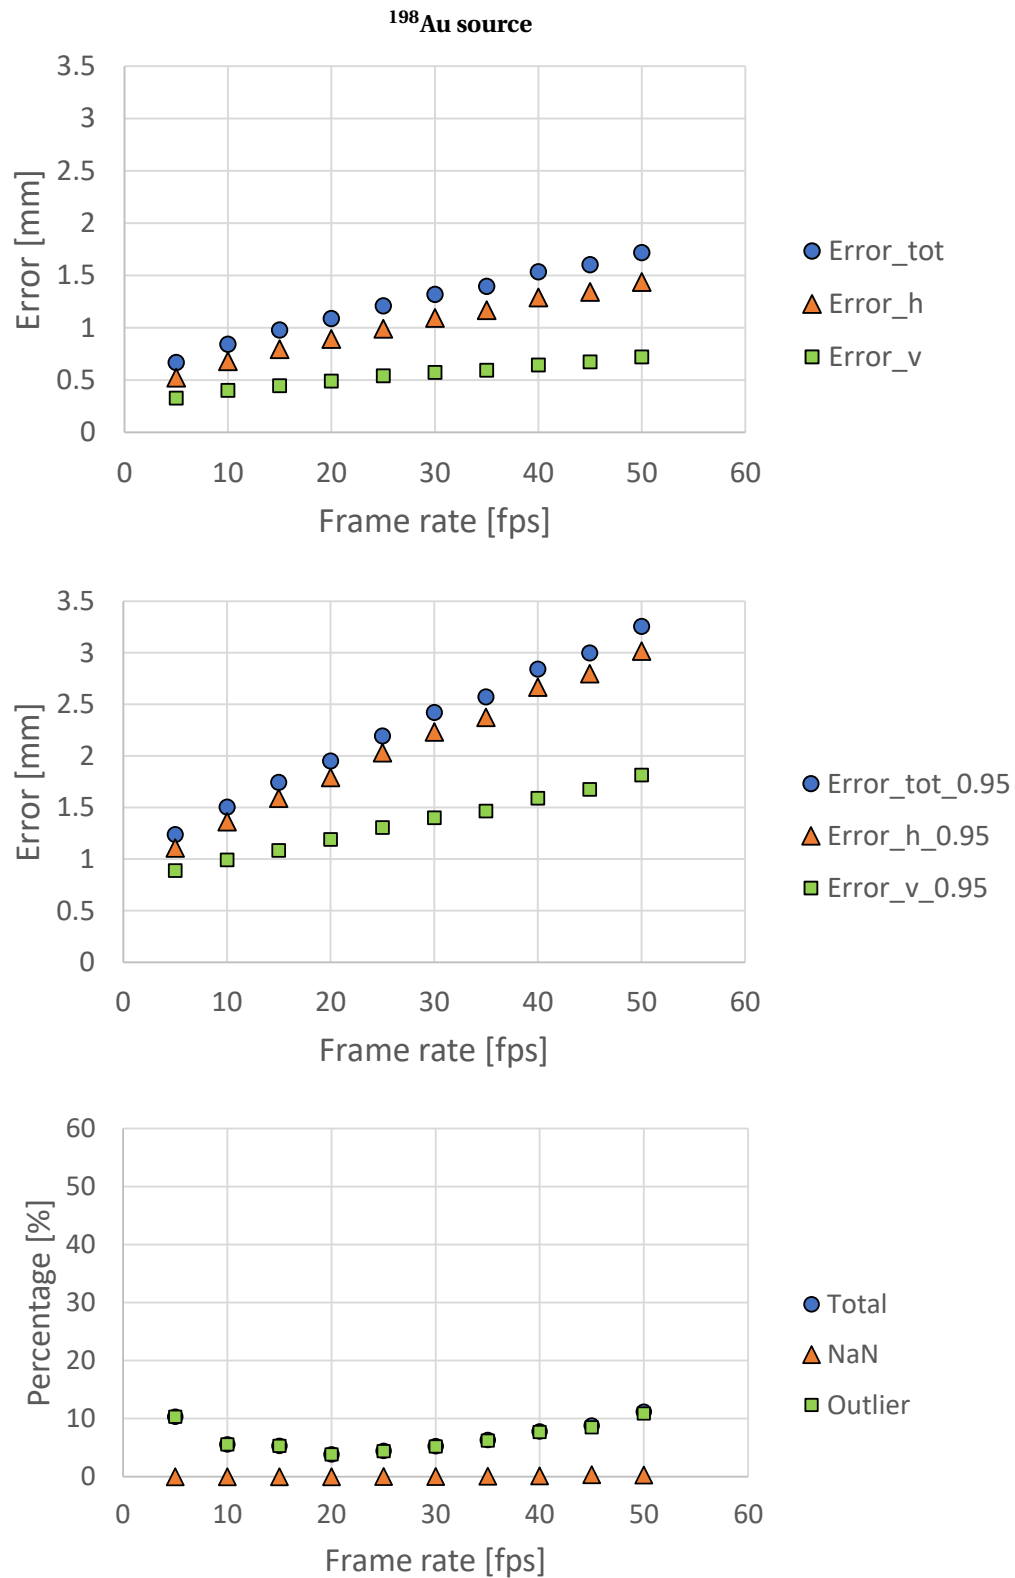 ¹⁹⁸Au source
3.5
3
2.5
2
1.5
1
0.5
0
Error [mm]
0 10 20 30 40 50 60
Frame rate [fps]
Error_tot
Error_h
Error_v
3.5
3
2.5
2
1.5
1
0.5
0
Error [mm]
0 10 20 30 40 50 60
Frame rate [fps]
Error_tot_0.95
Error_h_0.95
Error_v_0.95
60
50
40
30
20
10
0
Percentage [%]
0 10 20 30 40 50 60
Frame rate [fps]
Total
NaN
Outlier